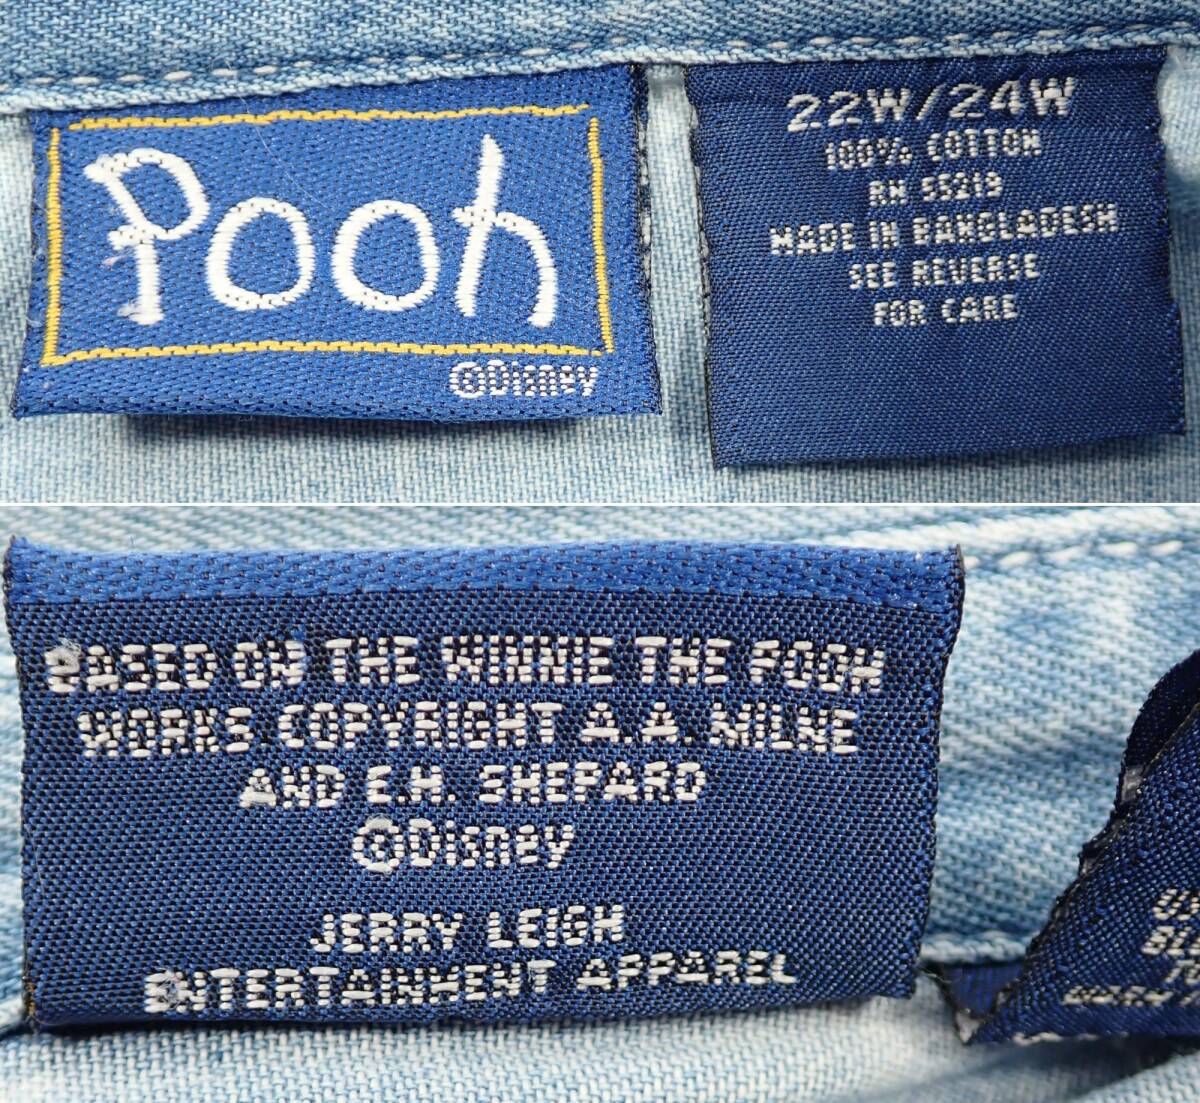 Pooh
©Disney
22W/24W
100% COTTON
RN 55219
MADE IN BANGLADESH
SEE REVERSE
FOR CARE
BASED ON THE WINNIE THE POOH
WORKS COPYRIGHT A.A. MILNE
AND E.H. SHEPARD
©Disney
JERRY LEIGH
ENTERTAINMENT APPAREL